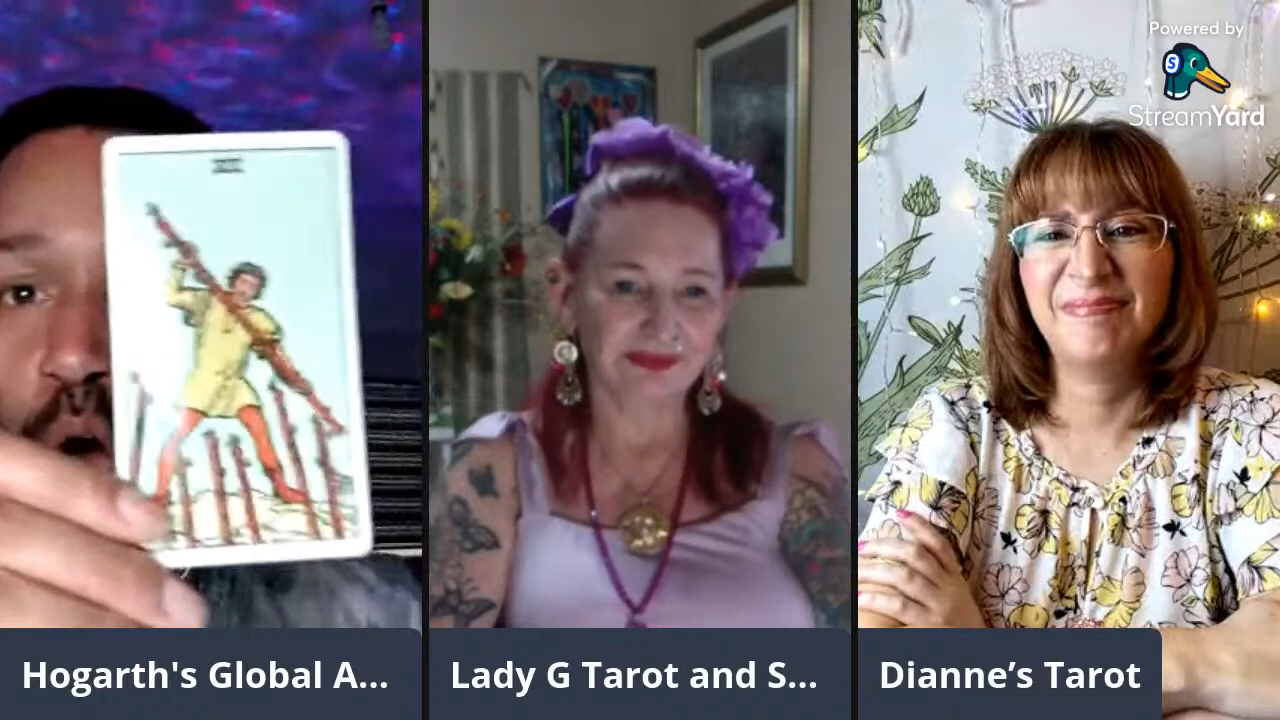 Powered by
StreamYard
Hogarth's Global A...
Lady G Tarot and S...
Dianne’s Tarot